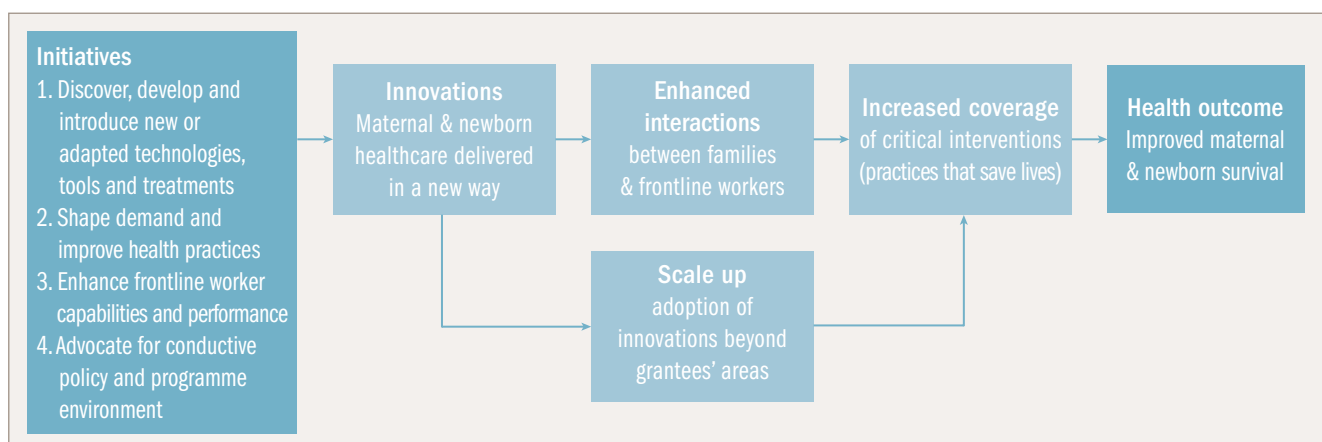 Initiatives
1. Discover, develop and
introduce new or
adapted technologies,
tools and treatments
2. Shape demand and
improve health practices
3. Enhance frontline worker
capabilities and performance
4. Advocate for conductive
policy and programme
environment
Innovations
Maternal & newborn
healthcare delivered
in a new way
Enhanced
interactions
between families
& frontline workers
Scale up
adoption of
innovations beyond
grantees’ areas
Increased coverage
of critical interventions
(practices that save lives)
Health outcome
Improved maternal
& newborn survival